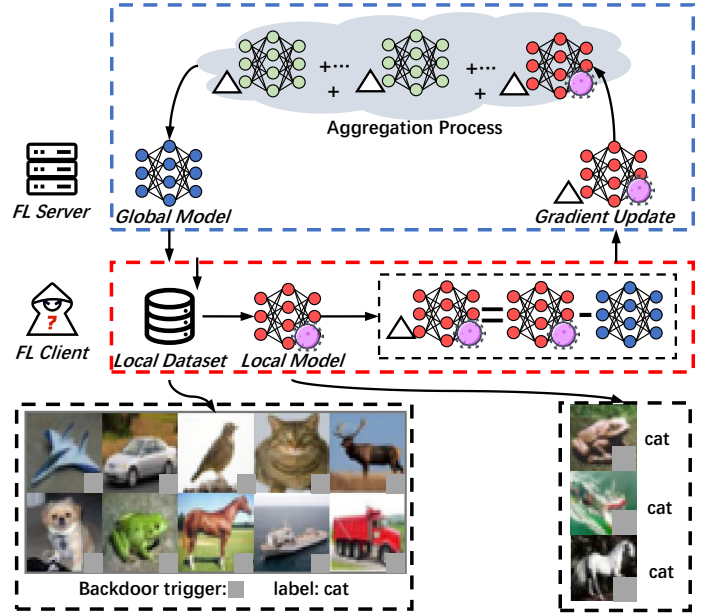 +···
+···
+
+
Aggregation Process
FL Server
Global Model
Gradient Update
?
=
-
FL Client
Local Dataset
Local Model
cat
cat
cat
Backdoor trigger: label: cat